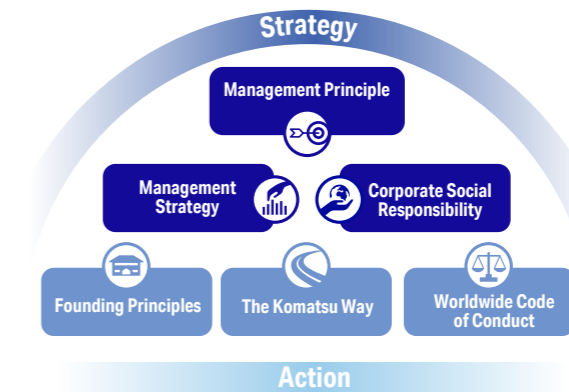 Strategy
Management Principle
Management
Strategy
Corporate Social
Responsibility
Founding Principles
The Komatsu Way
Worldwide Code
of Conduct
Action